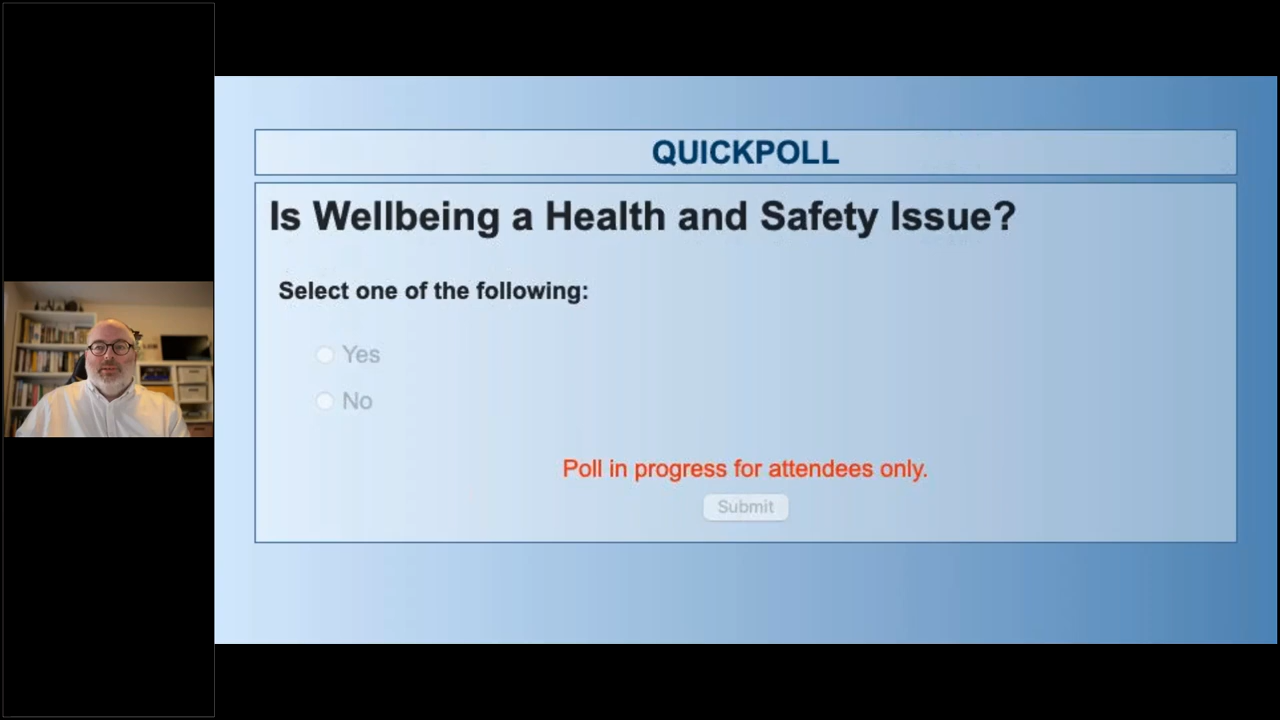 QUICKPOLL
Is Wellbeing a Health and Safety Issue?
Select one of the following:
Yes
No
Poll in progress for attendees only.
Submit